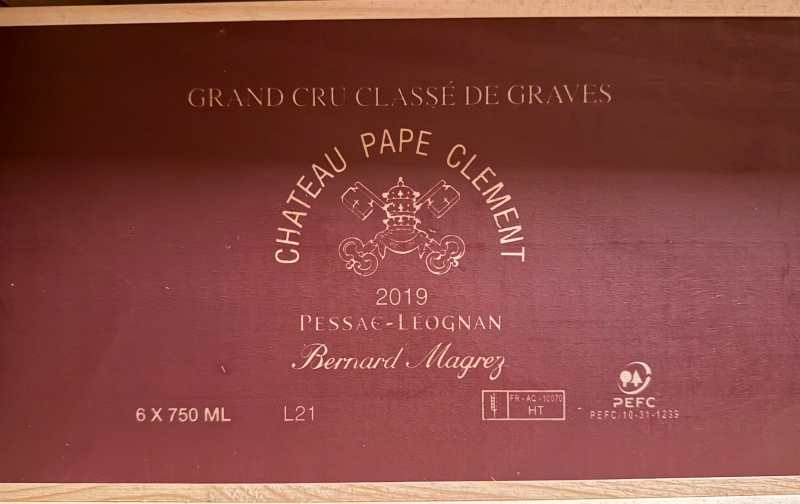 GRAND CRU CLASSÉ DE GRAVES
CHATEAU PAPE CLEMENT
2019
PESSAC-LÉOGNAN
Bernard Magrez
6 X 750 ML
L21
FR - AQ - 10070
HT
PEFC
PEFC/10-31-1239